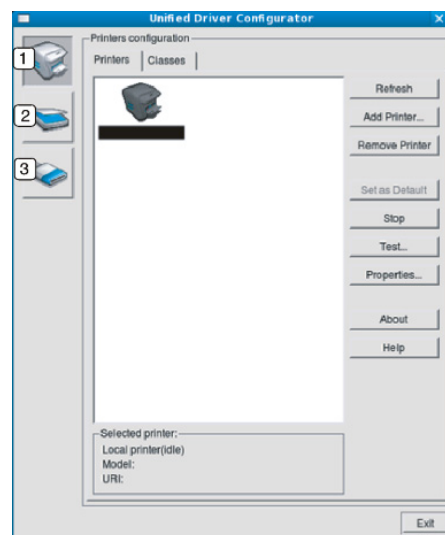 Unified Driver Configurator
Printers configuration
Printers
Classes
1
2
3
Refresh
Add Printer...
Remove Printer
Set as Default
Stop
Test...
Properties...
About
Help
Selected printer:
Local printer(idle)
Model:
URI:
Exit